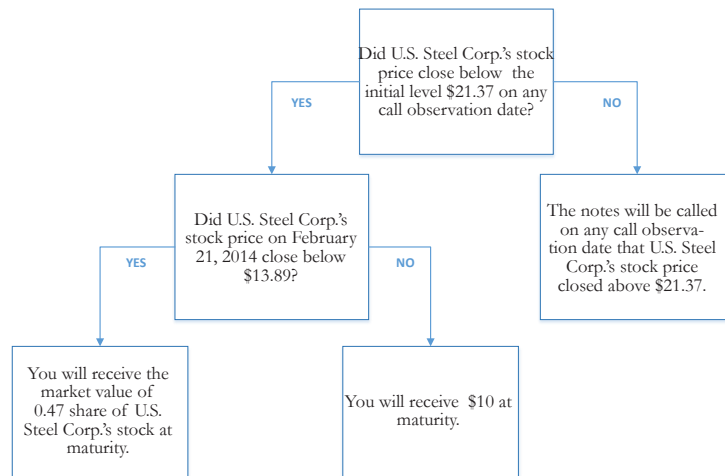 Did U.S. Steel Corp.'s stock
price close below the
initial level $21.37 on any
call observation date?
YES
NO
Did U.S. Steel Corp.'s
stock price on February
21, 2014 close below
$13.89?
The notes will be called
on any call observa-
tion date that U.S. Steel
Corp.'s stock price
closed above $21.37.
YES
NO
You will receive the
market value of
0.47 share of U.S.
Steel Corp.'s stock at
maturity.
You will receive $10 at
maturity.